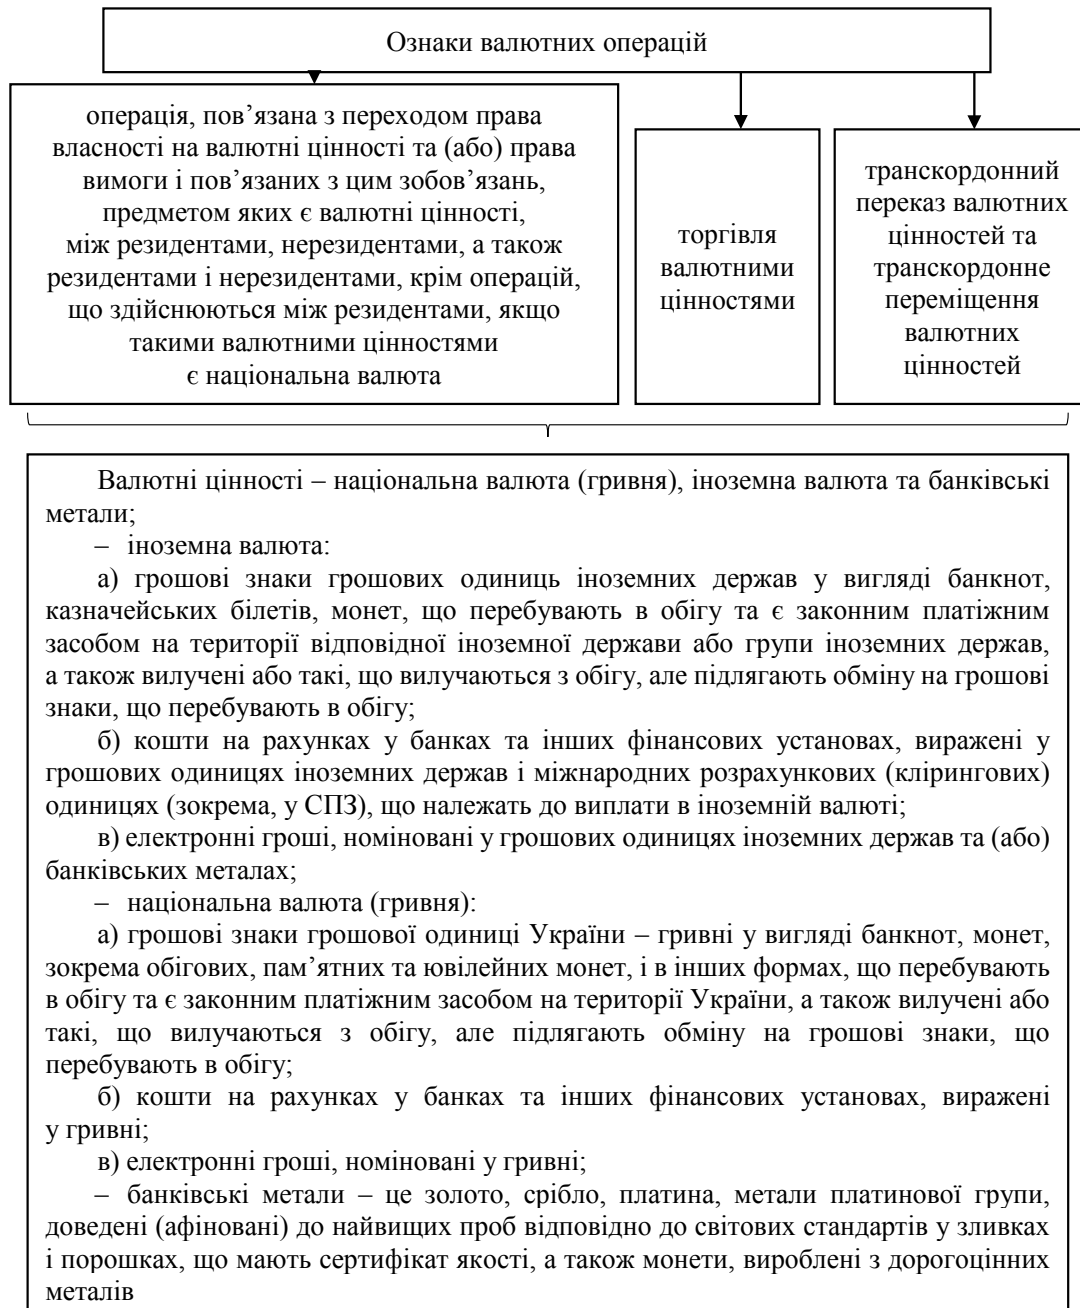 Ознаки валютних операцій
операція, пов’язана з переходом права
власності на валютні цінності та (або) права
вимоги і пов’язаних з цим зобов’язань,
предметом яких є валютні цінності,
між резидентами, нерезидентами, а також
резидентами і нерезидентами, крім операцій,
що здійснюються між резидентами, якщо
такими валютними цінностями
є національна валюта
торгівля
валютними
цінностями
транскордонний
переказ валютних
цінностей та
транскордонне
переміщення
валютних
цінностей
Валютні цінності – національна валюта (гривня), іноземна валюта та банківські
метали;
– іноземна валюта:
а) грошові знаки грошових одиниць іноземних держав у вигляді банкнот,
казначейських білетів, монет, що перебувають в обігу та є законним платіжним
засобом на території відповідної іноземної держави або групи іноземних держав,
а також вилучені або такі, що вилучаються з обігу, але підлягають обміну на грошові
знаки, що перебувають в обігу;
б) кошти на рахунках у банках та інших фінансових установах, виражені у
грошових одиницях іноземних держав і міжнародних розрахункових (клірингових)
одиницях (зокрема, у СПЗ), що належать до виплати в іноземній валюті;
в) електронні гроші, номіновані у грошових одиницях іноземних держав та (або)
банківських металах;
– національна валюта (гривня):
а) грошові знаки грошової одиниці України – гривні у вигляді банкнот, монет,
зокрема обігових, пам’ятних та ювілейних монет, і в інших формах, що перебувають
в обігу та є законним платіжним засобом на території України, а також вилучені або
такі, що вилучаються з обігу, але підлягають обміну на грошові знаки, що
перебувають в обігу;
б) кошти на рахунках у банках та інших фінансових установах, виражені
у гривні;
в) електронні гроші, номіновані у гривні;
– банківські метали – це золото, срібло, платина, метали платинової групи,
доведені (афіновані) до найвищих проб відповідно до світових стандартів у зливках
і порошках, що мають сертифікат якості, а також монети, вироблені з дорогоцінних
металів